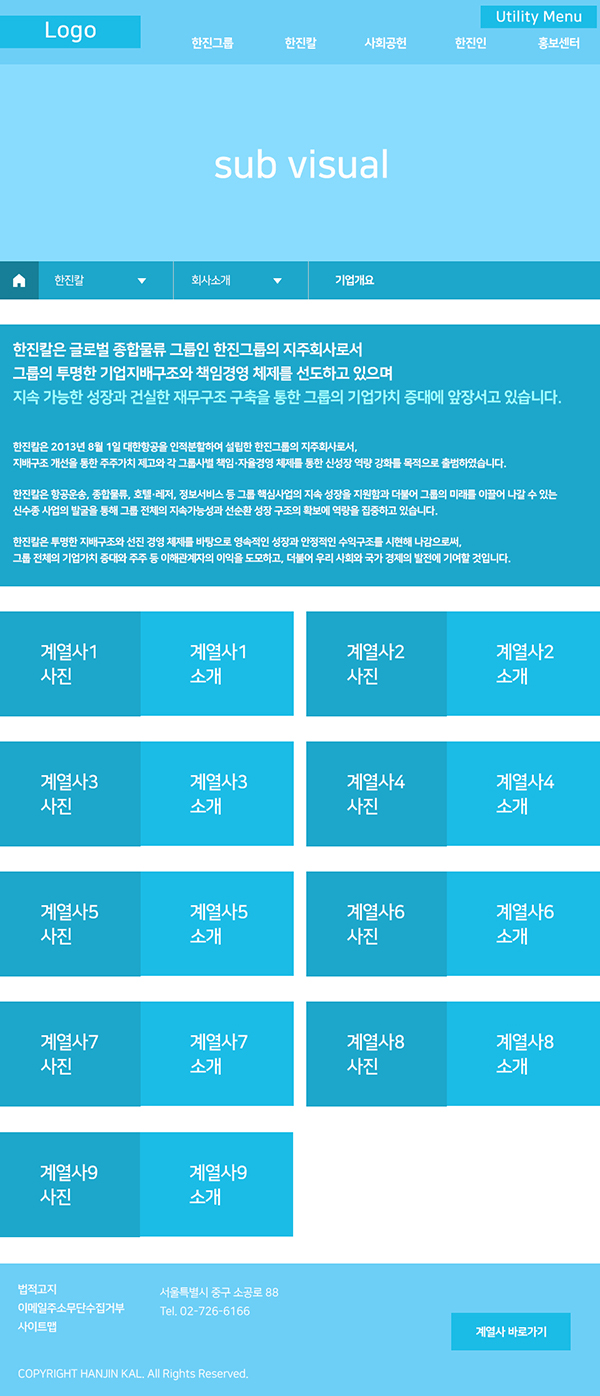 Utility Menu
Logo
한진그룹 한진칼 사회공헌 한진인 홍보센터
sub visual
한진칼 회사소개 기업개요
한진칼은 글로벌 종합물류 그룹인 한진그룹의 지주회사로서
그룹의 투명한 기업지배구조와 책임경영 체제를 선도하고 있으며
지속 가능한 성장과 건실한 재무구조 구축을 통한 그룹의 기업가치 증대에 앞장서고 있습니다.
한진칼은 2013년 8월 1일 대한항공을 인적분할하여 설립한 한진그룹의 지주회사로서,
지배구조 개선을 통한 주주가치 제고와 각 그룹사별 책임·자율경영 체제를 통한 신성장 역량 강화를 목적으로 출범하였습니다.
한진칼은 항공운송, 종합물류, 호텔·레저, 정보서비스 등 그룹 핵심사업의 지속 성장을 지원함과 더불어 그룹의 미래를 이끌어 나갈 수 있는
신수종 사업의 발굴을 통해 그룹 전체의 지속가능성과 선순환 성장 구조의 확보에 역량을 집중하고 있습니다.
한진칼은 투명한 지배구조와 선진 경영 체제를 바탕으로 영속적인 성장과 안정적인 수익구조를 시현해 나감으로써,
그룹 전체의 기업가치 증대와 주주 등 이해관계자의 이익을 도모하고, 더불어 우리 사회와 국가 경제의 발전에 기여할 것입니다.
계열사1
사진
계열사1
소개
계열사2
사진
계열사2
소개
계열사3
사진
계열사3
소개
계열사4
사진
계열사4
소개
계열사5
사진
계열사5
소개
계열사6
사진
계열사6
소개
계열사7
사진
계열사7
소개
계열사8
사진
계열사8
소개
계열사9
사진
계열사9
소개
법적고지
이메일주소무단수집거부
사이트맵
서울특별시 중구 소공로 88
Tel. 02-726-6166
계열사 바로가기
COPYRIGHT HANJIN KAL. All Rights Reserved.